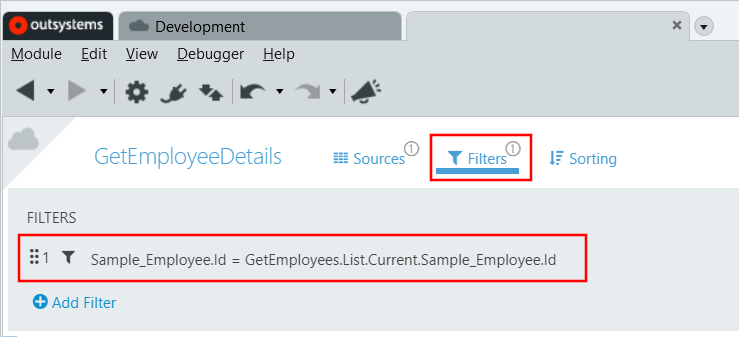 outsystems Development
Module Edit View Debugger Help
GetEmployeeDetails Sources 1 Filters 1 Sorting
FILTERS
1 Sample_Employee.Id = GetEmployees.List.Current.Sample_Employee.Id
Add Filter